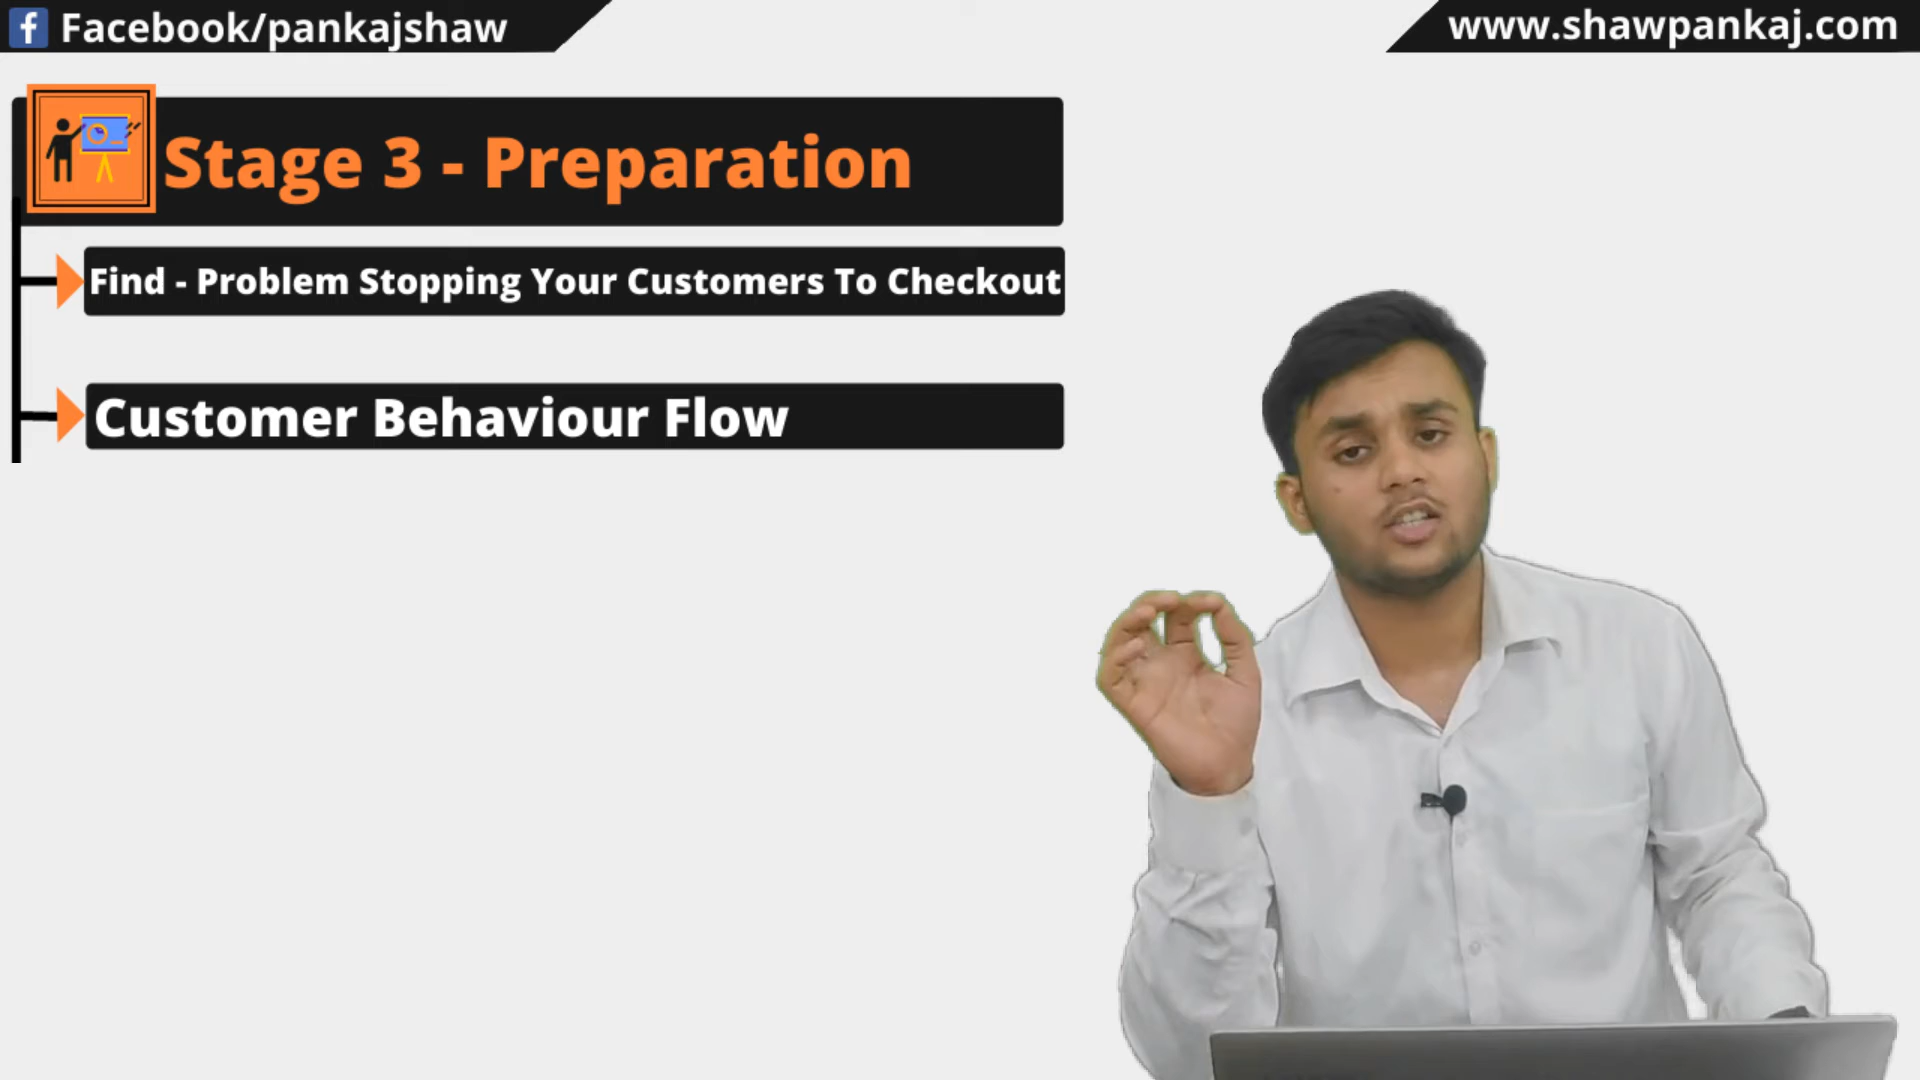 Facebook/pankajshaw
www.shawpankaj.com
Stage 3 - Preparation
Find - Problem Stopping Your Customers To Checkout
Customer Behaviour Flow